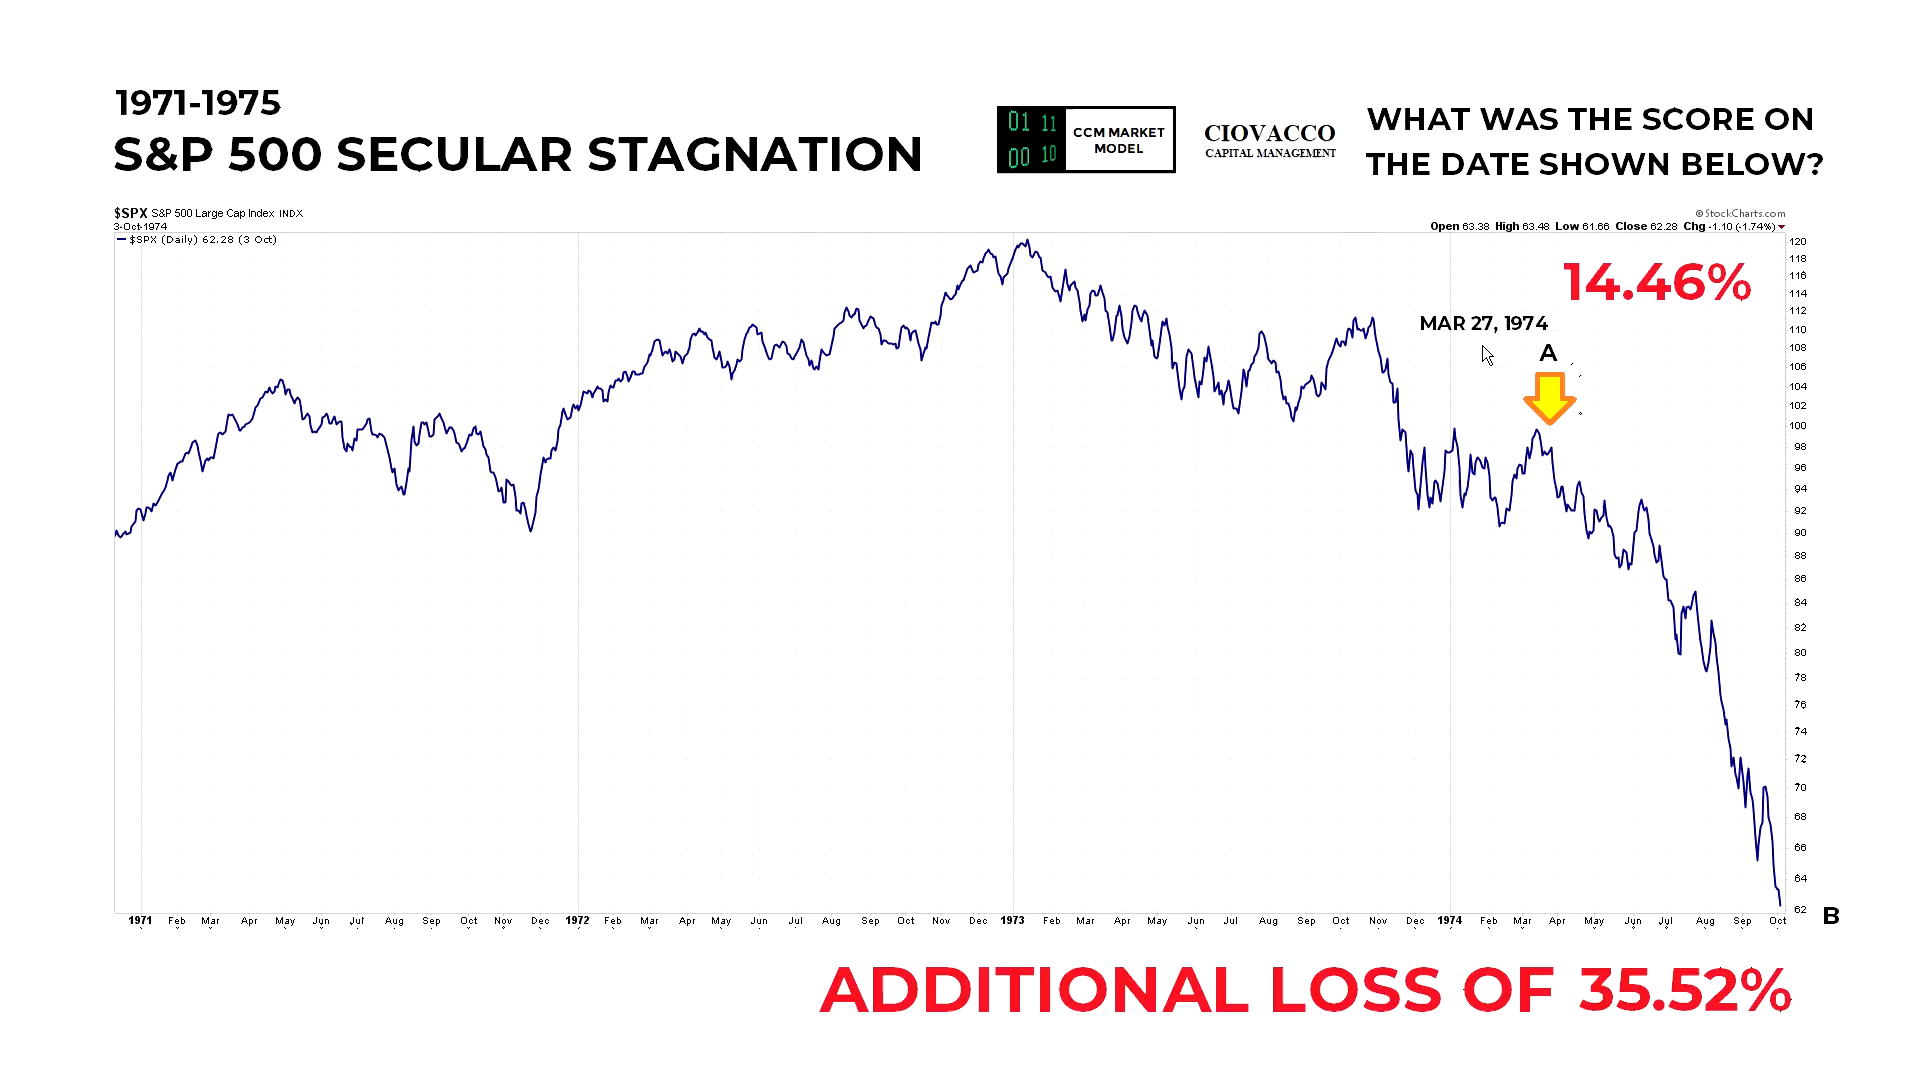 1971-1975
S&P 500 SECULAR STAGNATION
01 11
00 10
CCM MARKET
MODEL
CIOVACCO
CAPITAL MANAGEMENT
WHAT WAS THE SCORE ON
THE DATE SHOWN BELOW?
$SPX S&P 500 Large Cap Index INDX
© StockCharts.com
3-Oct-1974
Open 63.38 High 63.48 Low 61.66 Close 62.28 Chg -1.10 (-1.74%)
$SPX (Daily) 62.28 (3 Oct)
14.46%
MAR 27, 1974
A
120
118
116
114
112
110
108
106
104
102
100
98
96
94
92
90
88
86
84
82
80
78
76
74
72
70
68
66
64
62
1971 Feb Mar Apr May Jun Jul Aug Sep Oct Nov Dec 1972 Feb Mar Apr May Jun Jul Aug Sep Oct Nov Dec 1973 Feb Mar Apr May Jun Jul Aug Sep Oct Nov Dec 1974 Feb Mar Apr May Jun Jul Aug Sep Oct
B
ADDITIONAL LOSS OF 35.52%